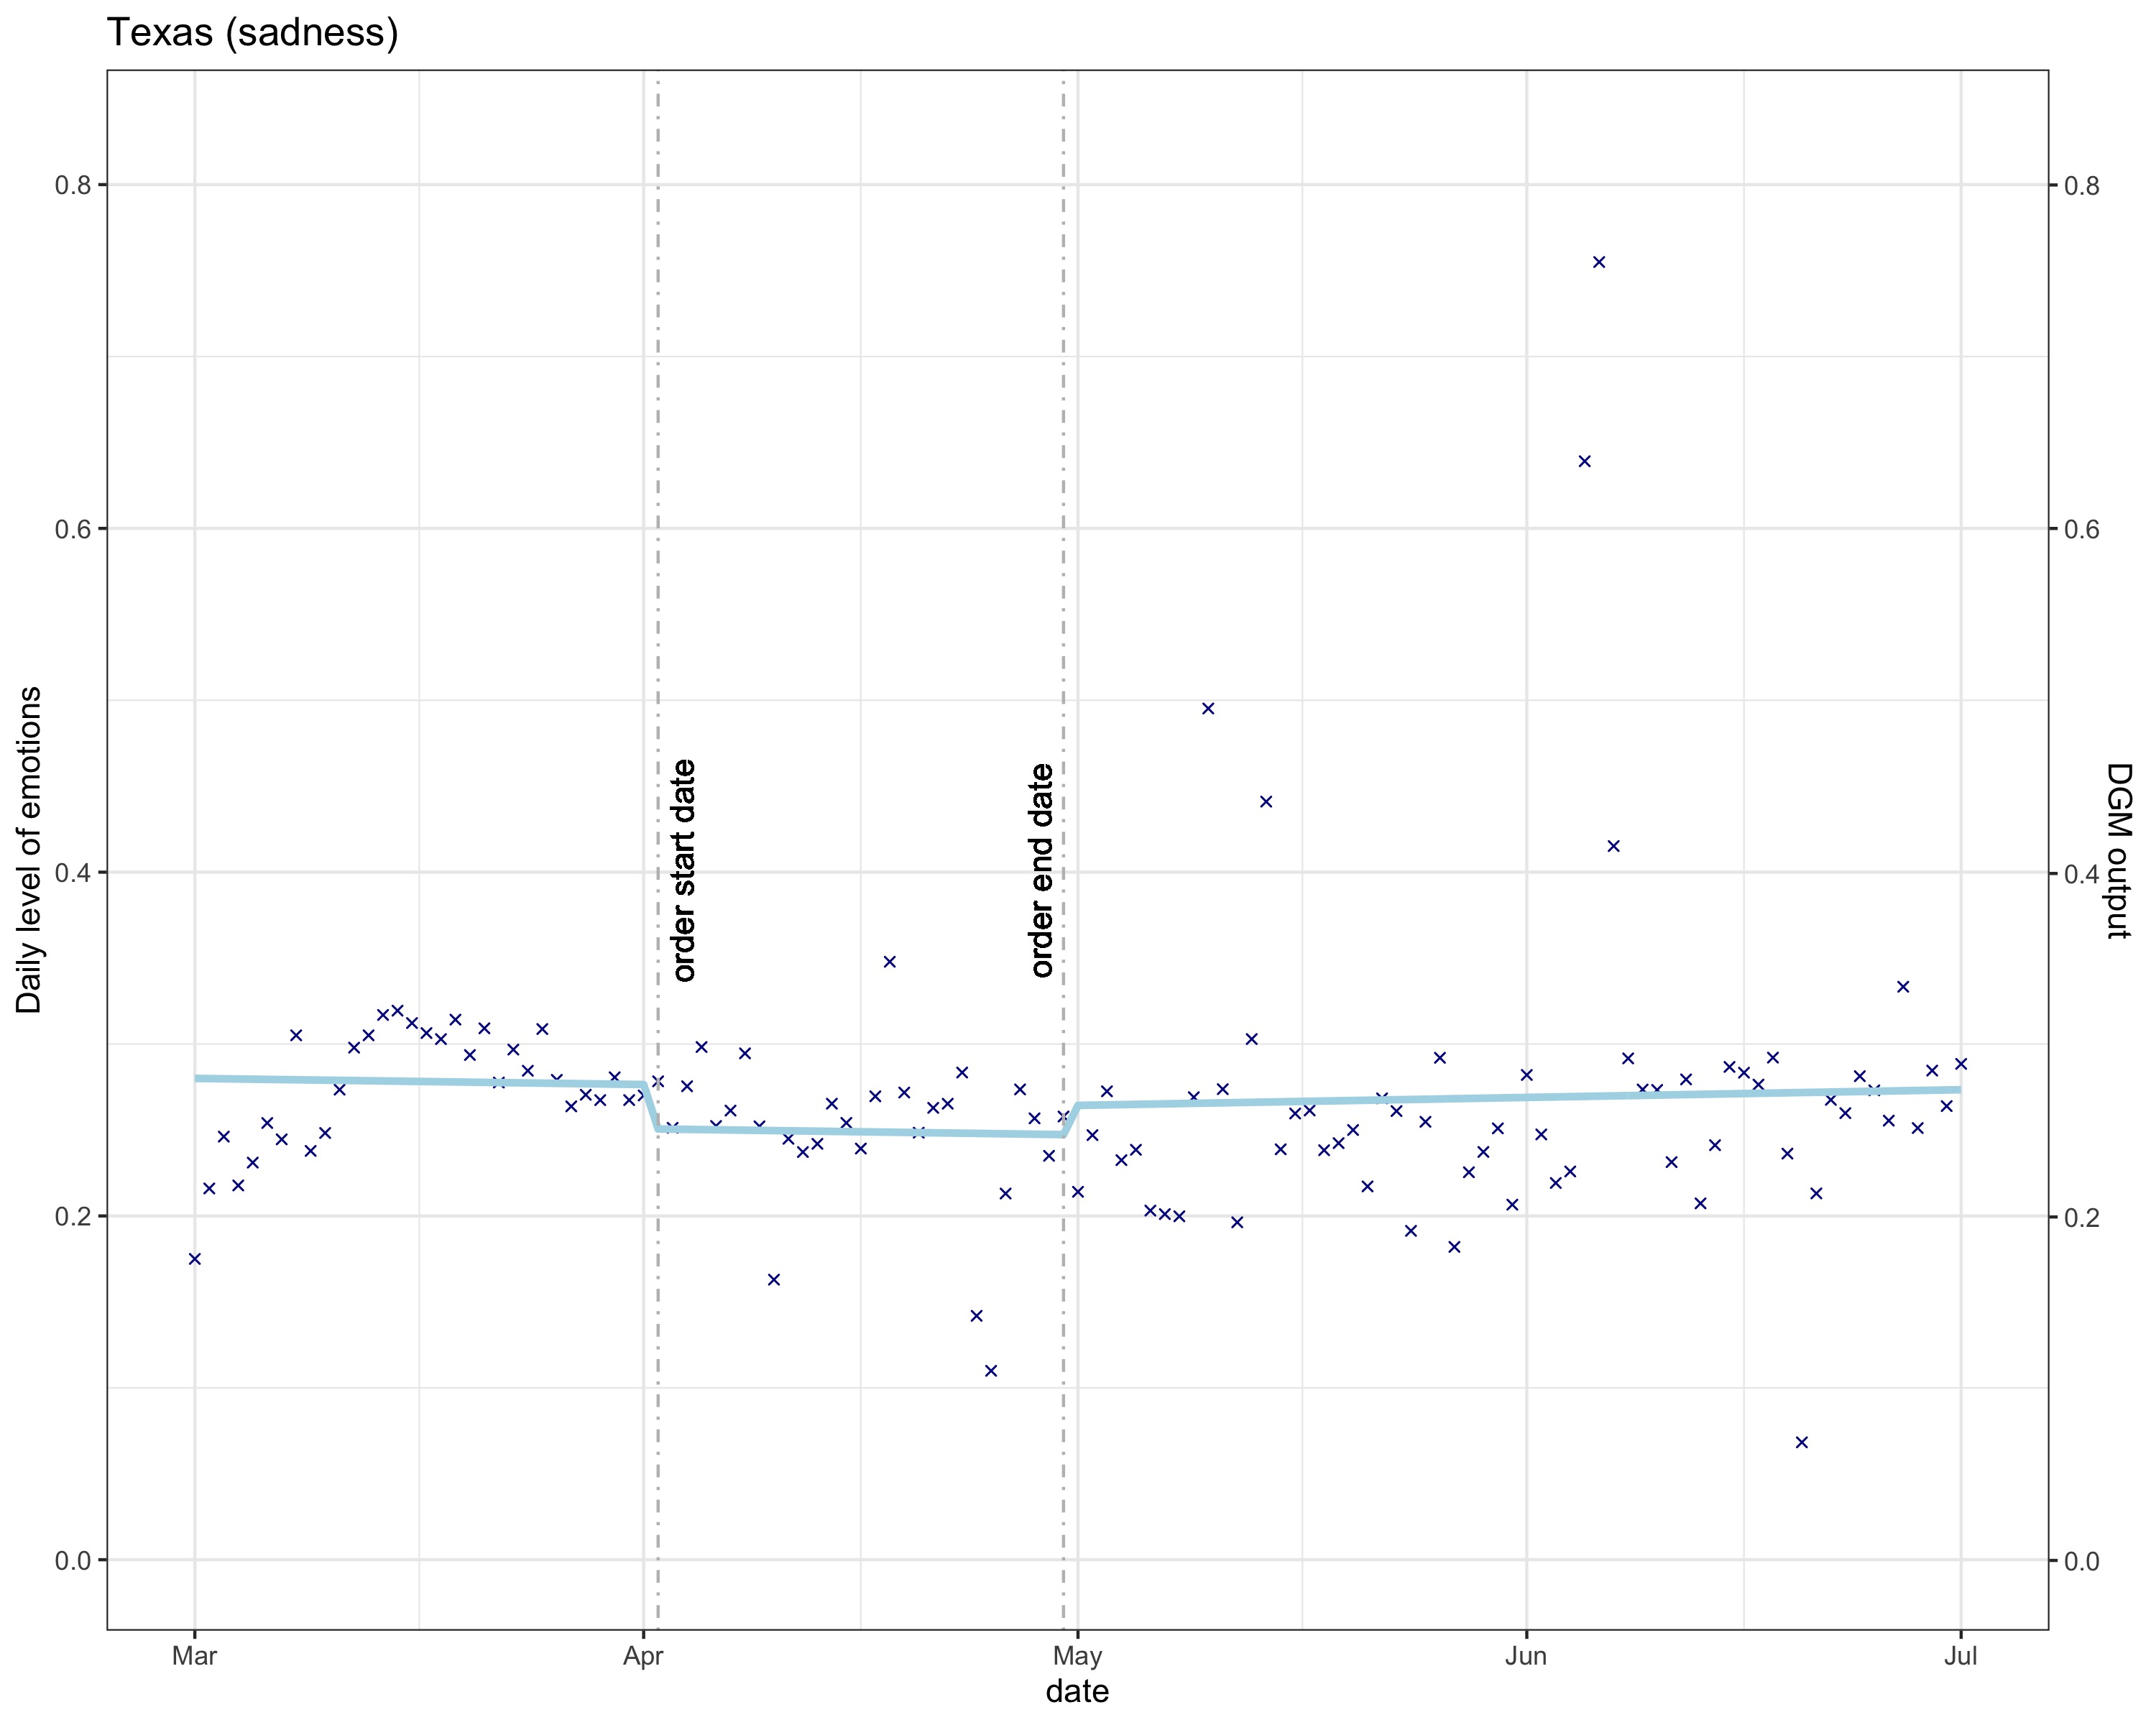 Texas (sadness)
0.8
0.6
0.4
0.2
0.0
Daily level of emotions
order start date
order end date
0.8
0.6
0.4
0.2
0.0
DGM output
Mar
Apr
May
Jun
Jul
date